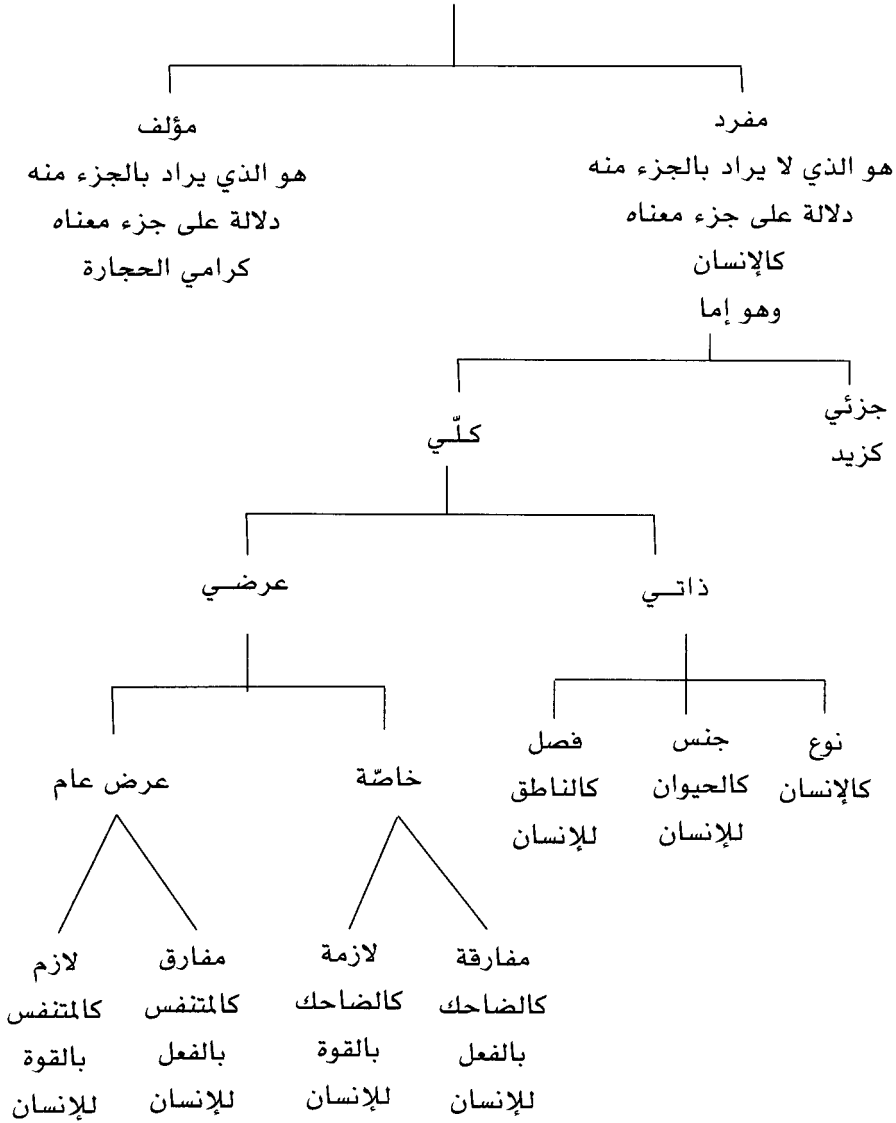 مفرد
هو الذي لا يراد بالجزء منه
دلالة على جزء معناه
كالإنسان
وهو إما
مؤلف
هو الذي يراد بالجزء منه
دلالة على جزء معناه
كرامي الحجارة
جزئي
كزيد
كلّي
ذاتي
عرضي
نوع
كالإنسان
جنس
كالحيوان
للإنسان
فصل
كالناطق
للإنسان
خاصّة
عرض عام
مفارقة
كالضاحك
بالفعل
للإنسان
لازمة
كالضاحك
بالقوة
للإنسان
مفارق
كالمتنفس
بالفعل
للإنسان
لازم
كالمتنفس
بالقوة
للإنسان